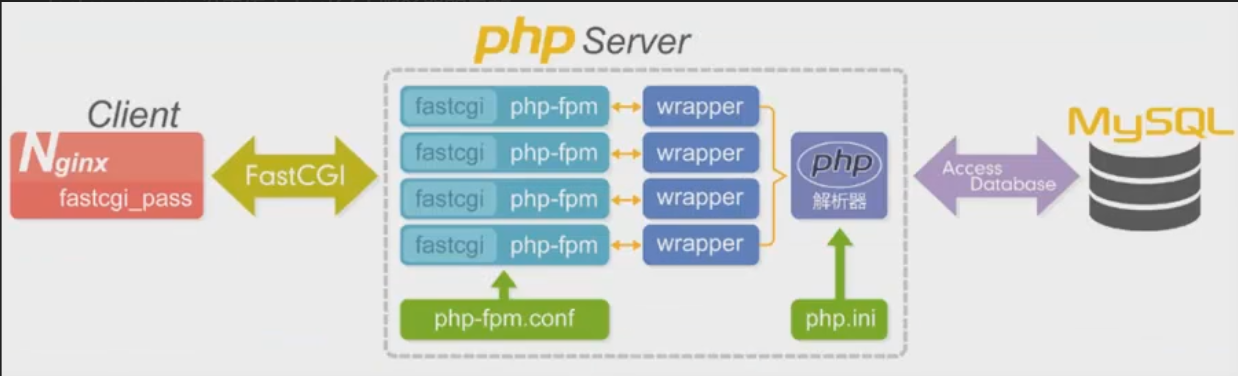 php Server
Client
Nginx
fastcgi_pass
FastCGI
fastcgi php-fpm wrapper
fastcgi php-fpm wrapper
fastcgi php-fpm wrapper
fastcgi php-fpm wrapper
php-fpm.conf
php
解析器
php.ini
Access
Database
MySQL